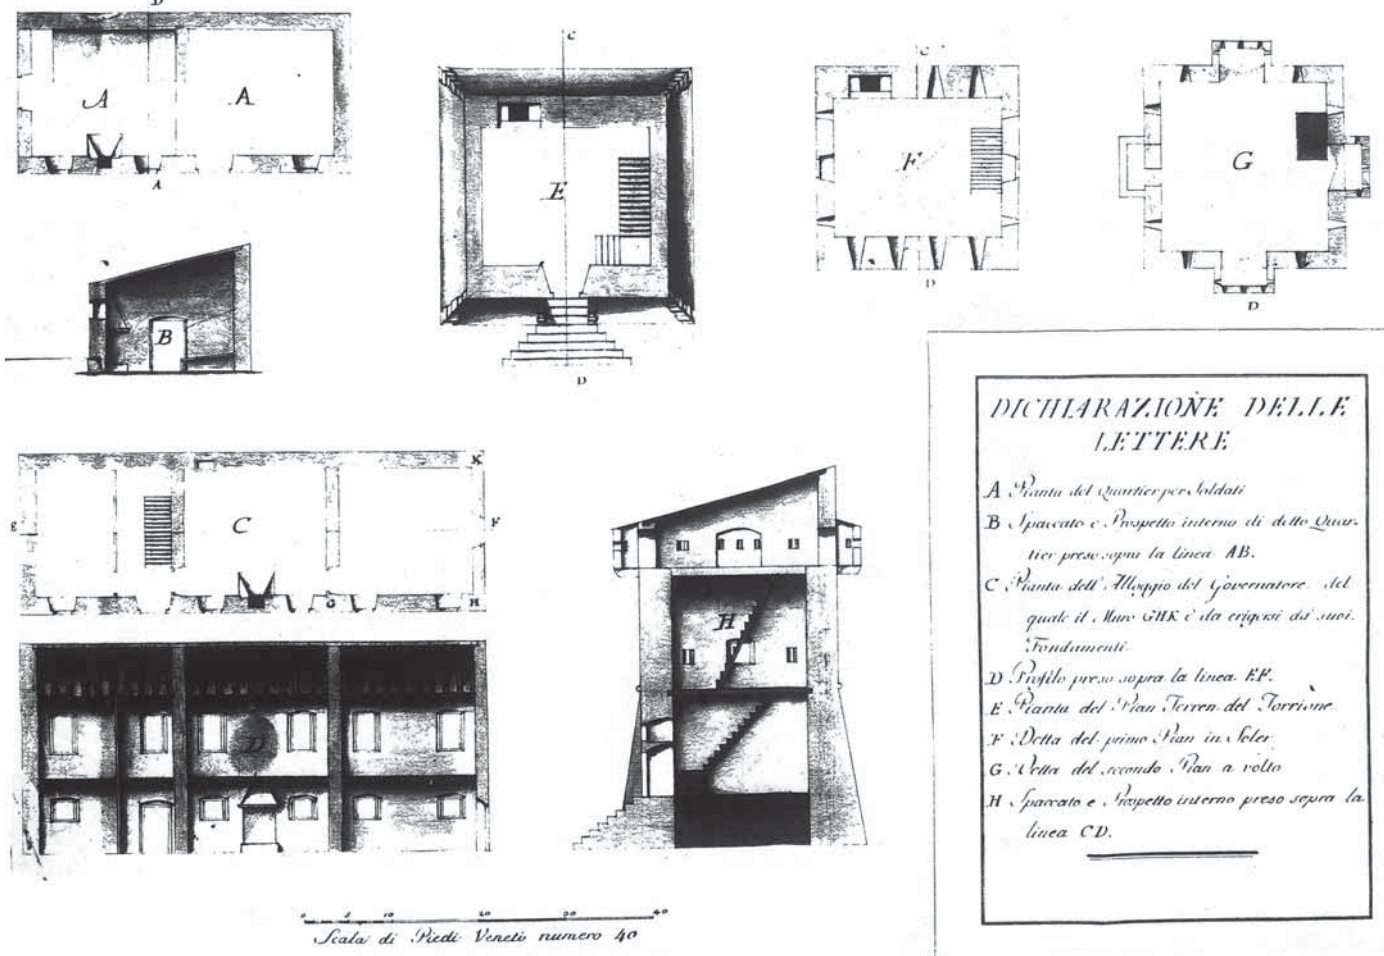 B
A
A
A
B
C
E
D
C
F
D
G
D
K
E
C
F
G
H
D
H
0 5 10 20 30 40
Scala di Piedi Veneti numero 40
DICHIARAZIONE DELLE
LETTERE
A Pianta del Quartier per Soldati
B Spaccato e Prospetto interno di detto Quar-
tier preso sopra la linea AB.
C Pianta dell' Alloggio del Governatore del
quale il Muro GHK è da erigersi da' suoi
Fondamenti
D Profilo preso sopra la linea EF.
E Pianta del Pian Terren del Torrione
F Detta del primo Pian in Soler
G Detta del secondo Pian a volto
H Spaccato e Prospetto interno preso sopra la
linea CD.